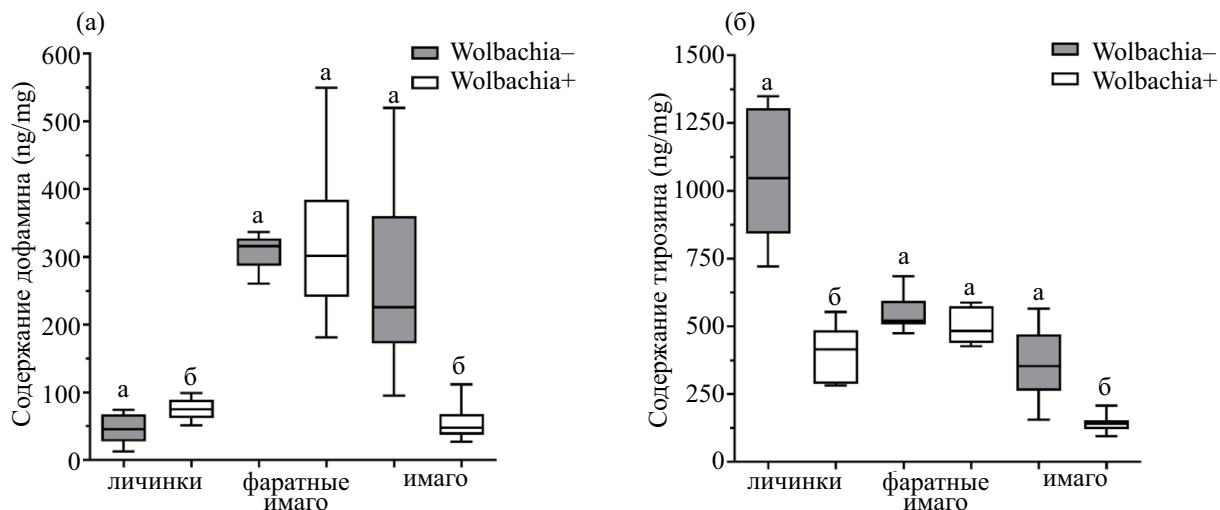 (а)
Wolbachia–
Wolbachia+
Содержание дофамина (ng/mg)
600
500
400
300
200
100
0
а
б
а
а
а
б
личинки
фаратные
имаго
имаго
(б)
Wolbachia–
Wolbachia+
Содержание тирозина (ng/mg)
1500
1250
1000
750
500
250
0
а
б
а
а
а
б
личинки
фаратные
имаго
имаго